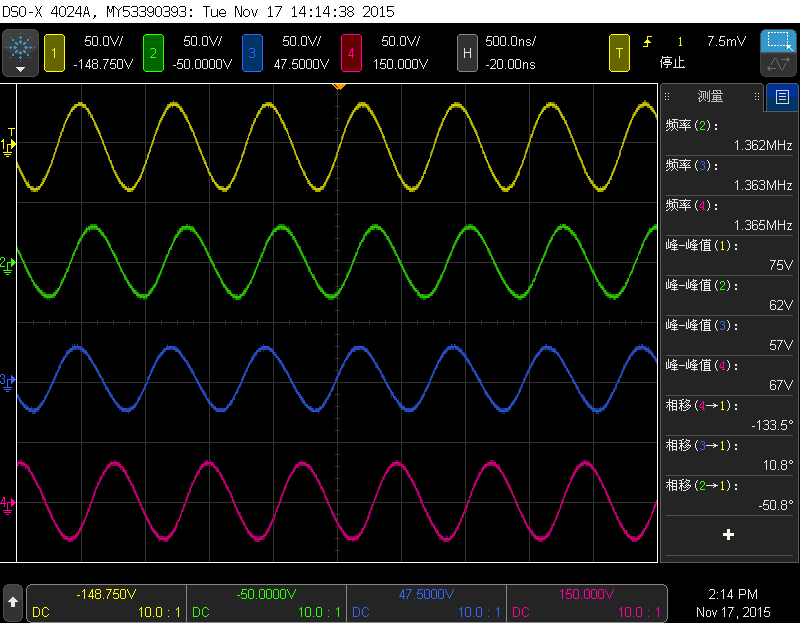 DSO-X 4024A, MY53390393: Tue Nov 17 14:14:38 2015
1 50.0V/ 2 50.0V/ 3 50.0V/ 4 50.0V/ H 500.0ns/ T 1 7.5mV
-148.750V -50.0000V 47.5000V 150.000V -20.00ns 停止
测量
频率(2):
1.362MHz
频率(3):
1.363MHz
频率(4):
1.365MHz
峰-峰值(1):
75V
峰-峰值(2):
62V
峰-峰值(3):
57V
峰-峰值(4):
67V
相移(4→1):
-133.5°
相移(3→1):
10.8°
相移(2→1):
-50.8°
T
1
2
3
4
-148.750V -50.0000V 47.5000V 150.000V
DC 10.0 : 1 DC 10.0 : 1 DC 10.0 : 1 DC 10.0 : 1
2:14 PM
Nov 17, 2015